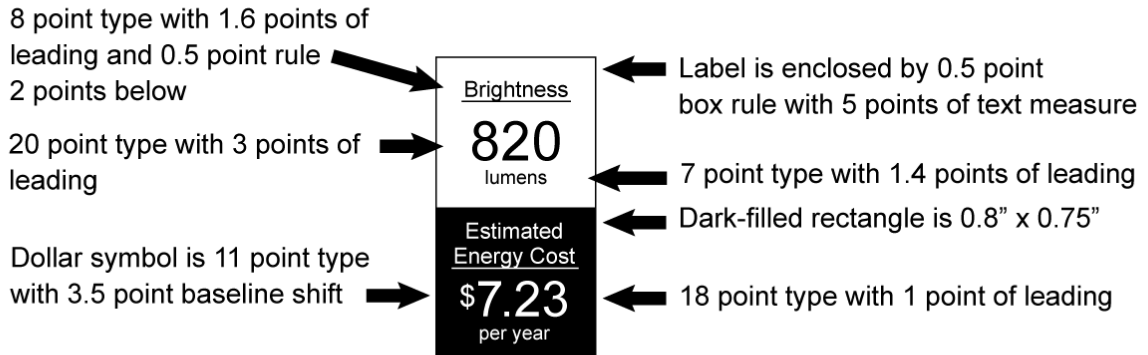 8 point type with 1.6 points of
leading and 0.5 point rule
2 points below
20 point type with 3 points of
leading
Dollar symbol is 11 point type
with 3.5 point baseline shift
Brightness
820
lumens
Estimated
Energy Cost
$7.23
per year
Label is enclosed by 0.5 point
box rule with 5 points of text measure
7 point type with 1.4 points of leading
Dark-filled rectangle is 0.8” x 0.75”
18 point type with 1 point of leading